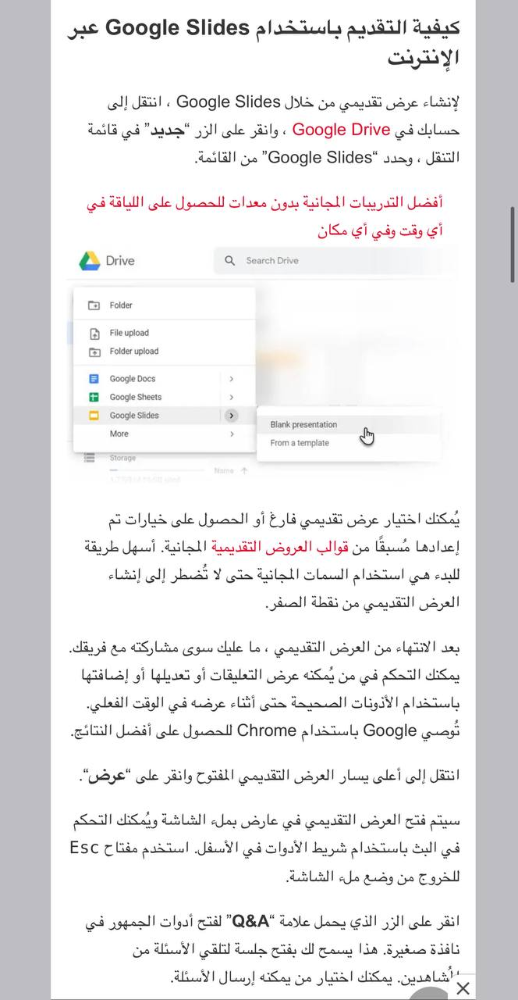 كيفية التقديم باستخدام Google Slides عبر
الإنترنت
لإنشاء عرض تقديمي من خلال Google Slides ، انتقل إلى
حسابك في Google Drive ، وانقر على الزر “جديد” في قائمة
التنقل ، وحدد “Google Slides” من القائمة.
أفضل التدريبات المجانية بدون معدات للحصول على اللياقة في
أي وقت وفي أي مكان
Drive
Search Drive
Folder
File upload
Folder upload
Google Docs
Google Sheets
Google Slides
Blank presentation
More
From a template
Storage
Name
يُمكنك اختيار عرض تقديمي فارغ أو الحصول على خيارات تم
إعدادها مُسبقًا من قوالب العروض التقديمية المجانية. أسهل طريقة
للبدء هي استخدام السمات المجانية حتى لا تُضطر إلى إنشاء
العرض التقديمي من نقطة الصفر.
بعد الانتهاء من العرض التقديمي ، ما عليك سوى مشاركته مع فريقك.
يمكنك التحكم في من يُمكنه عرض التعليقات أو تعديلها أو إضافتها
باستخدام الأذونات الصحيحة حتى أثناء عرضه في الوقت الفعلي.
تُوصي Google باستخدام Chrome للحصول على أفضل النتائج.
انتقل إلى أعلى يسار العرض التقديمي المفتوح وانقر على “عرض“.
سيتم فتح العرض التقديمي في عارض بملء الشاشة ويُمكنك التحكم
في البث باستخدام شريط الأدوات في الأسفل. استخدم مفتاح Esc
للخروج من وضع ملء الشاشة.
انقر على الزر الذي يحمل علامة “Q&A” لفتح أدوات الجمهور في
نافذة صغيرة. هذا يسمح لك بفتح جلسة لتلقي الأسئلة من
المُشاهدين. يمكنك اختيار من يمكنه إرسال الأسئلة.